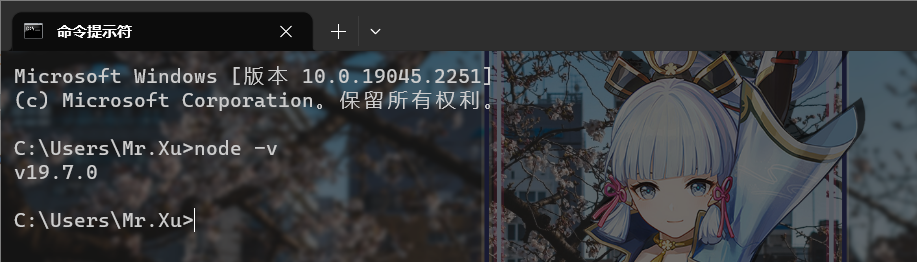 命令提示符
Microsoft Windows [版本 10.0.19045.2251]
(c) Microsoft Corporation。保留所有权利。
C:\Users\Mr.Xu>node -v
v19.7.0
C:\Users\Mr.Xu>